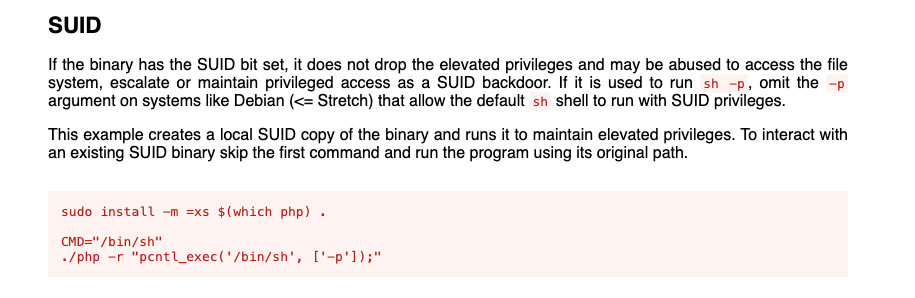 SUID
If the binary has the SUID bit set, it does not drop the elevated privileges and may be abused to access the file
system, escalate or maintain privileged access as a SUID backdoor. If it is used to run sh -p, omit the -p
argument on systems like Debian (<= Stretch) that allow the default sh shell to run with SUID privileges.
This example creates a local SUID copy of the binary and runs it to maintain elevated privileges. To interact with
an existing SUID binary skip the first command and run the program using its original path.
sudo install -m =xs $(which php) .
CMD="/bin/sh"
./php -r "pcntl_exec('/bin/sh', ['-p']);"